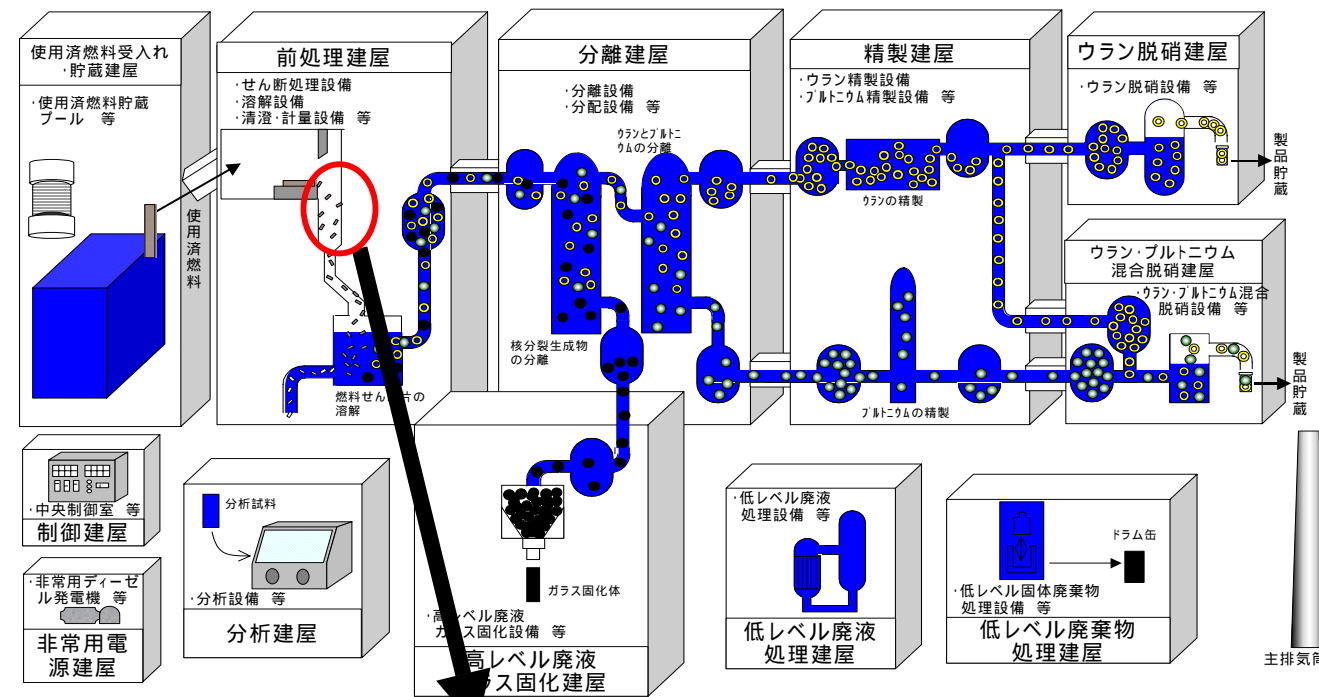 使用済燃料受入れ
・貯蔵建屋
・使用済燃料貯蔵
プール 等
使用済燃料
前処理建屋
・せん断処理設備
・溶解設備
・清澄・計量設備 等
燃料せん
片の
溶解
分離建屋
・分離設備
・分配設備 等
ウランとプルトニ
ウムの分離
核分裂生成物
の分離
精製建屋
・ウラン精製設備
・プルトニウム精製設備 等
ウランの精製
プルトニウムの精製
ウラン脱硝建屋
・ウラン脱硝設備 等
製品貯蔵
ウラン・プルトニウム
混合脱硝建屋
・ウラン・プルトニウム混合
脱硝設備 等
製品貯蔵
・中央制御室 等
制御建屋
・非常用ディーゼ
ル発電機 等
非常用電
源建屋
分析試料
・分析設備 等
分析建屋
ガラス固化体
・高レベル廃液
ガラス固化設備 等
高レベル廃液
ラス固化建屋
・低レベル廃液
処理設備 等
低レベル廃液
処理建屋
ドラム缶
・低レベル固体廃棄物
処理設備 等
低レベル廃棄物
処理建屋
主排気筒